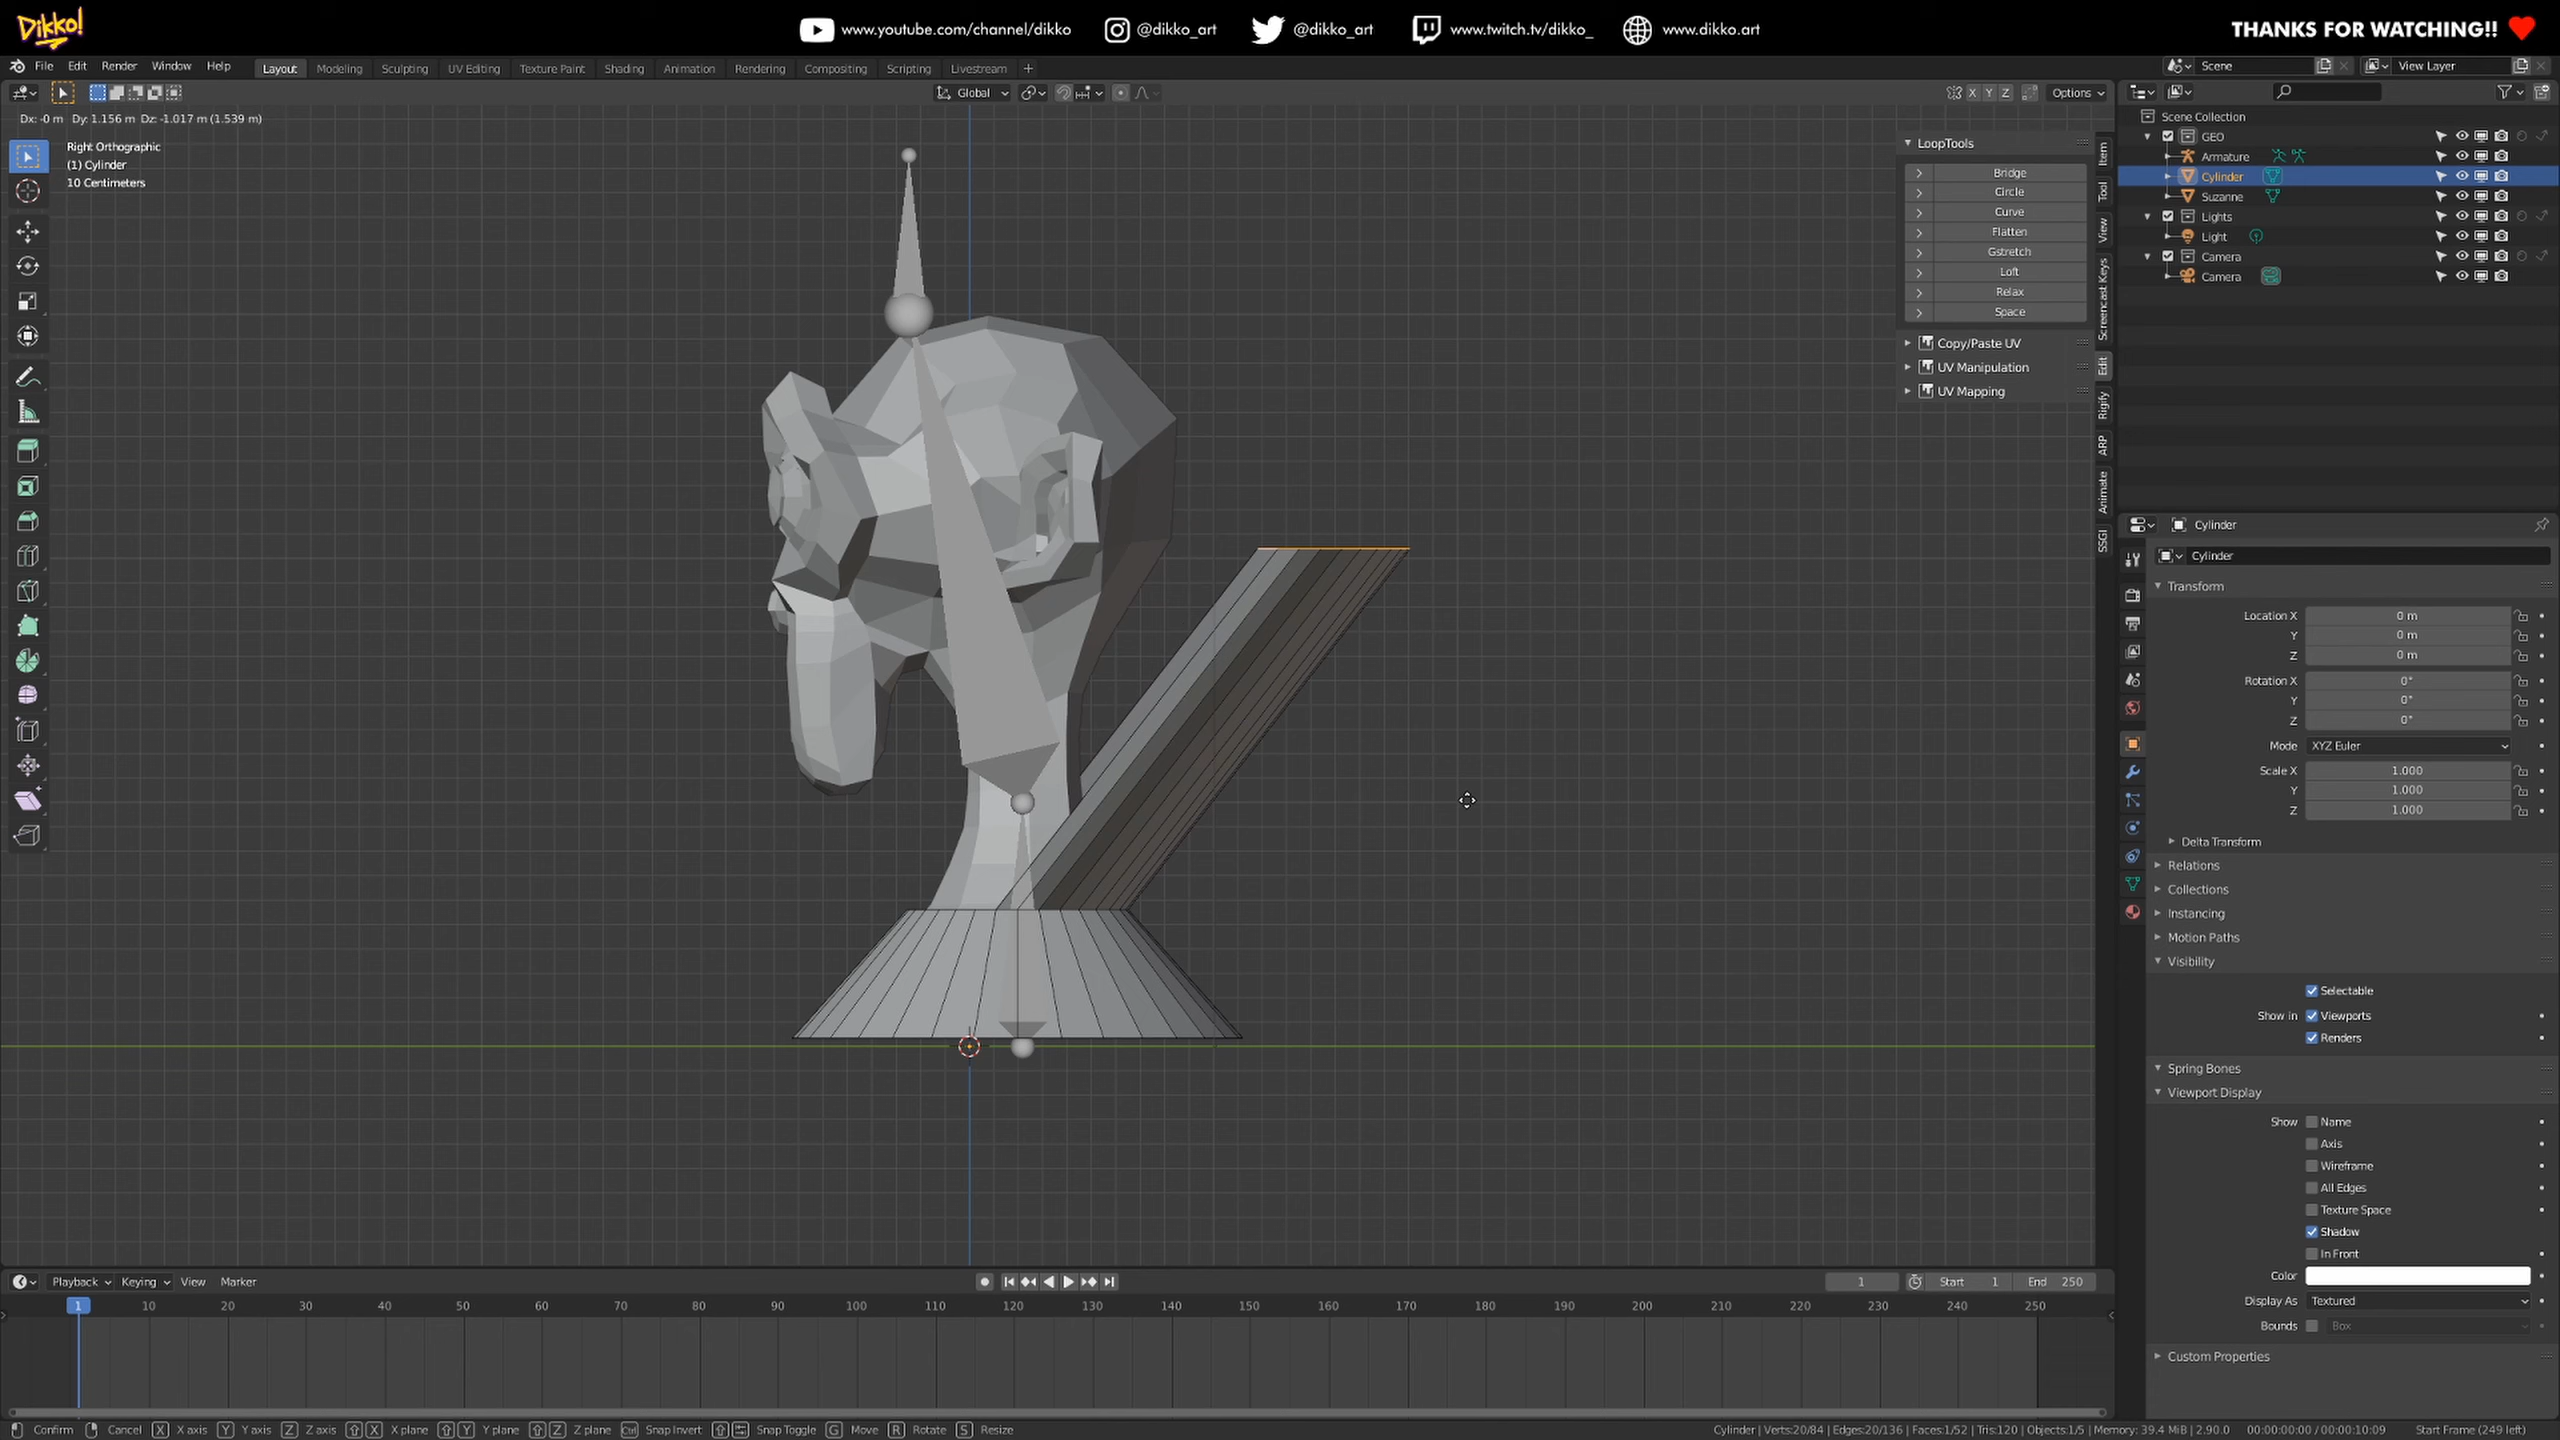 Dikko!
www.youtube.com/channel/dikko @dikko_art @dikko_art www.twitch.tv/dikko_ www.dikko.art
THANKS FOR WATCHING!!
File Edit Render Window Help
Layout Modeling Sculpting UV Editing Texture Paint Shading Animation Rendering Compositing Scripting Livestream +
Scene View Layer
Global X Y Z Options
Dx: -0 m Dy: 1.156 m Dz: -1.017 m (1.539 m)
Right Orthographic
(1) Cylinder
10 Centimeters
LoopTools
Bridge
Circle
Curve
Flatten
Gstretch
Loft
Relax
Space
Copy/Paste UV
UV Manipulation
UV Mapping
Item
Tool
View
Screencast Keys
Edit
Rigify
ARP
Animate
SSGI
Scene Collection
GEO
Armature
Cylinder
Suzanne
Lights
Light
Camera
Camera
Cylinder
Cylinder
Transform
Location X 0 m
Y 0 m
Z 0 m
Rotation X 0°
Y 0°
Z 0°
Mode XYZ Euler
Scale X 1.000
Y 1.000
Z 1.000
Delta Transform
Relations
Collections
Instancing
Motion Paths
Visibility
Selectable
Show in Viewports
Renders
Spring Bones
Viewport Display
Show Name
Axis
Wireframe
All Edges
Texture Space
Shadow
In Front
Color
Display As Textured
Bounds Box
Custom Properties
Playback Keying View Marker
1 Start 1 End 250
1 10 20 30 40 50 60 70 80 90 100 110 120 130 140 150 160 170 180 190 200 210 220 230 240 250
Confirm Cancel X X axis Y Y axis Z Z axis X X plane Y Y plane Z Z plane Ctrl Snap Invert Snap Toggle G Move R Rotate S Resize
Cylinder | Verts:20/84 | Edges:20/136 | Faces:1/52 | Tris:120 | Objects:1/5 | Memory: 39.4 MiB | 2.90.0 00:00:00:00 / 00:00:10:09 Start Frame (249 left)